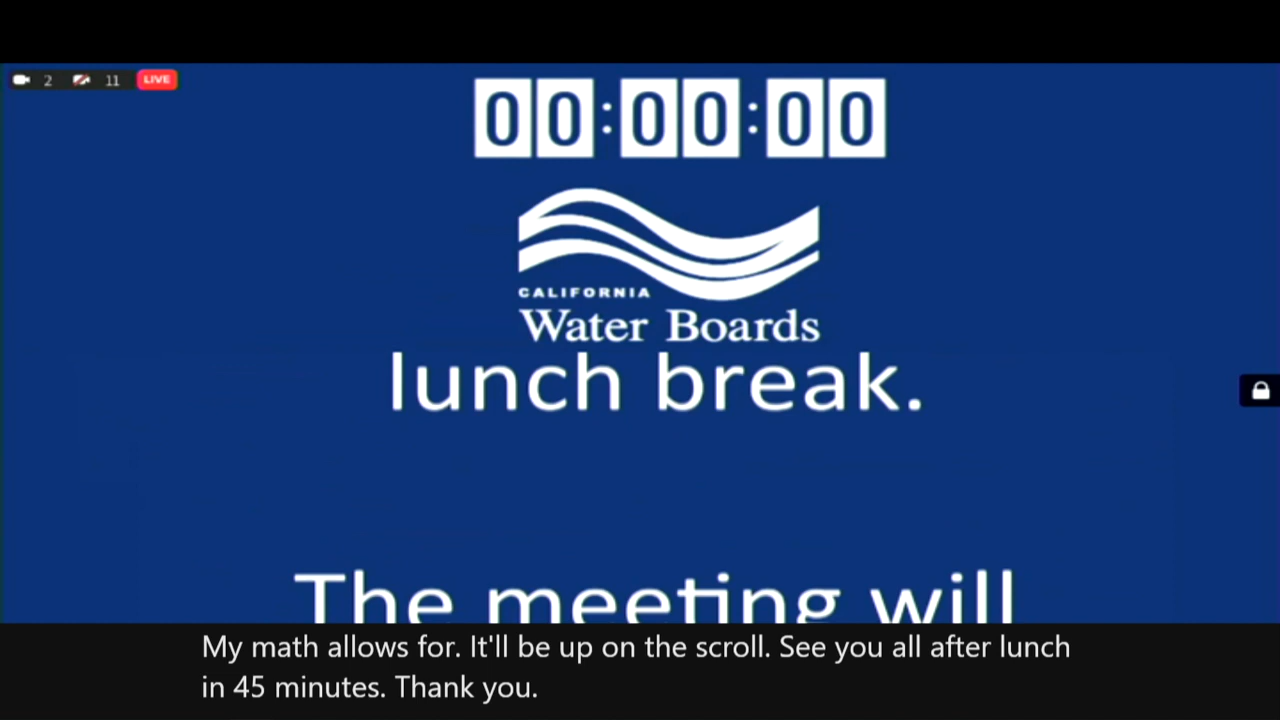 2 11 LIVE
00:00:00
CALIFORNIA
Water Boards
lunch break.
The meeting will
My math allows for. It'll be up on the scroll. See you all after lunch
in 45 minutes. Thank you.